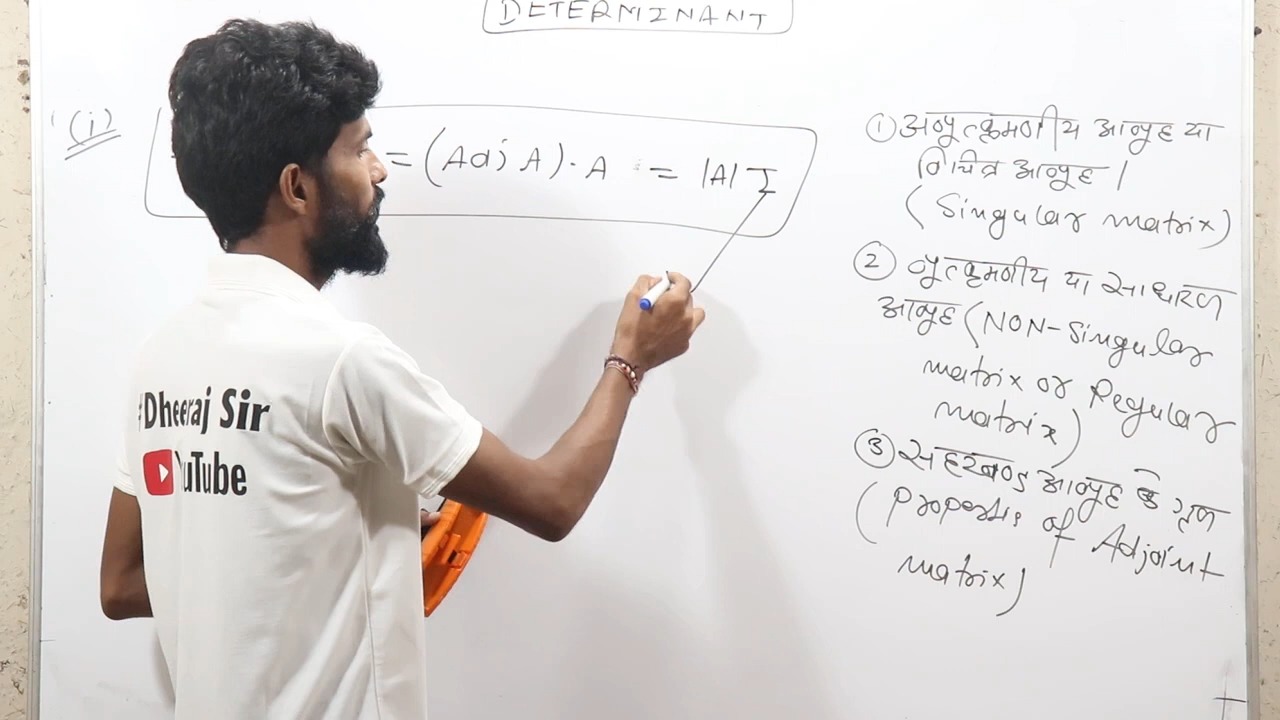 DETERMINANT
(i)
= (Adj A) · A = |A| I
① अव्युत्क्रमणीय आव्यूह या
विचित्र आव्यूह |
(Singular matrix)
② व्युत्क्रमणीय या साधारण
आव्यूह (NON-Singular
matrix or Regular
matrix)
③ सहखण्ड आव्यूह के गुण
(Properties of Adjoint
matrix)
#Dheeraj Sir
YouTube